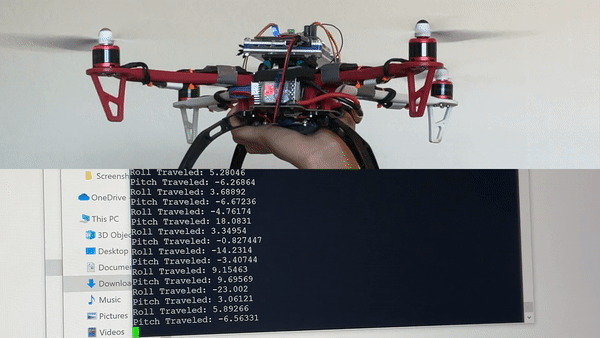 Screensh
OneDrive
This PC
3D Objec
Desktop
Docume
Downloa
Music
Pictures
Videos
Roll Traveled: 5.28046
Pitch Traveled: -6.26864
Roll Traveled: 3.68892
Pitch Traveled: -6.67236
Roll Traveled: -4.76174
Pitch Traveled: 18.0831
Roll Traveled: 3.34954
Pitch Traveled: -0.827447
Roll Traveled: -14.2314
Pitch Traveled: -3.40744
Roll Traveled: 9.15463
Pitch Traveled: 9.69569
Roll Traveled: -23.002
Pitch Traveled: 3.06121
Roll Traveled: 5.89266
Pitch Traveled: -6.56331